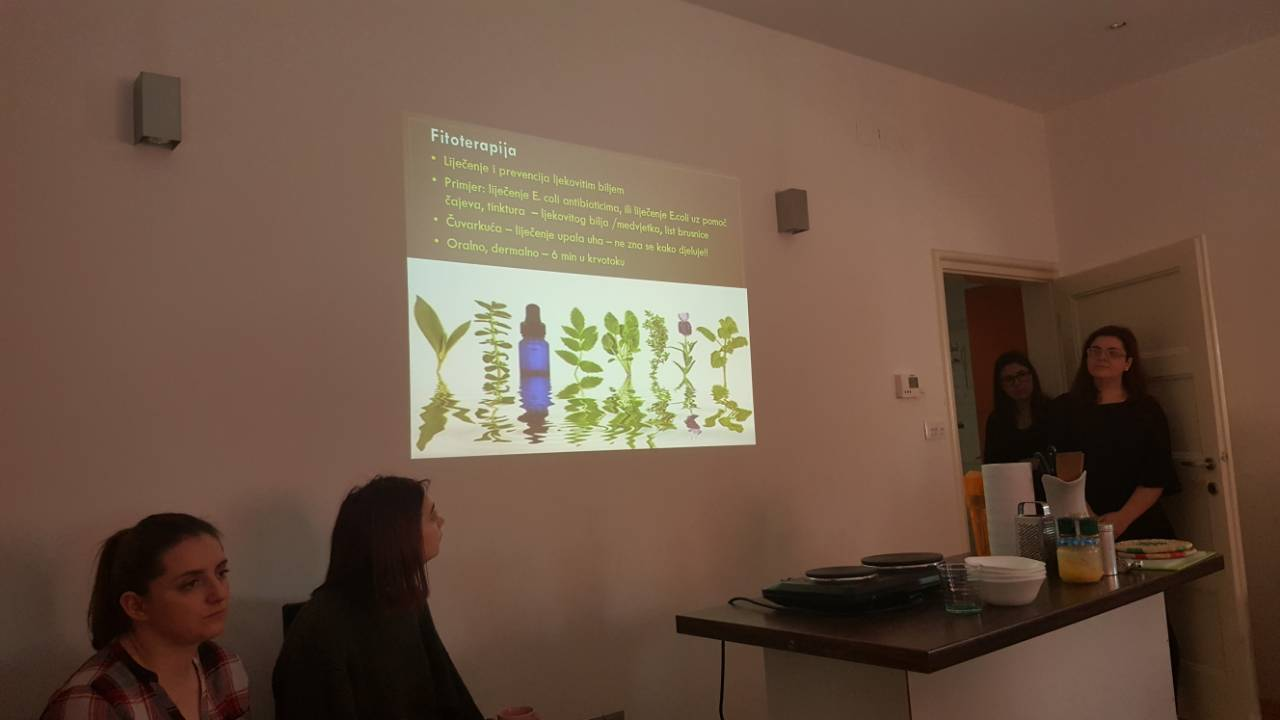 Fitoterapija
• Liječenje i prevencija ljekovitim biljem
• Primjer: liječenje E. coli antibioticima, ili liječenje E.coli uz pomoć
čajeva, tinktura – ljekovitog bilja /medvjetka, list brusnice
• Čuvarkuća – liječenje upala uha – ne zna se kako djeluje!!
• Oralno, dermalno – 6 min u krvotoku